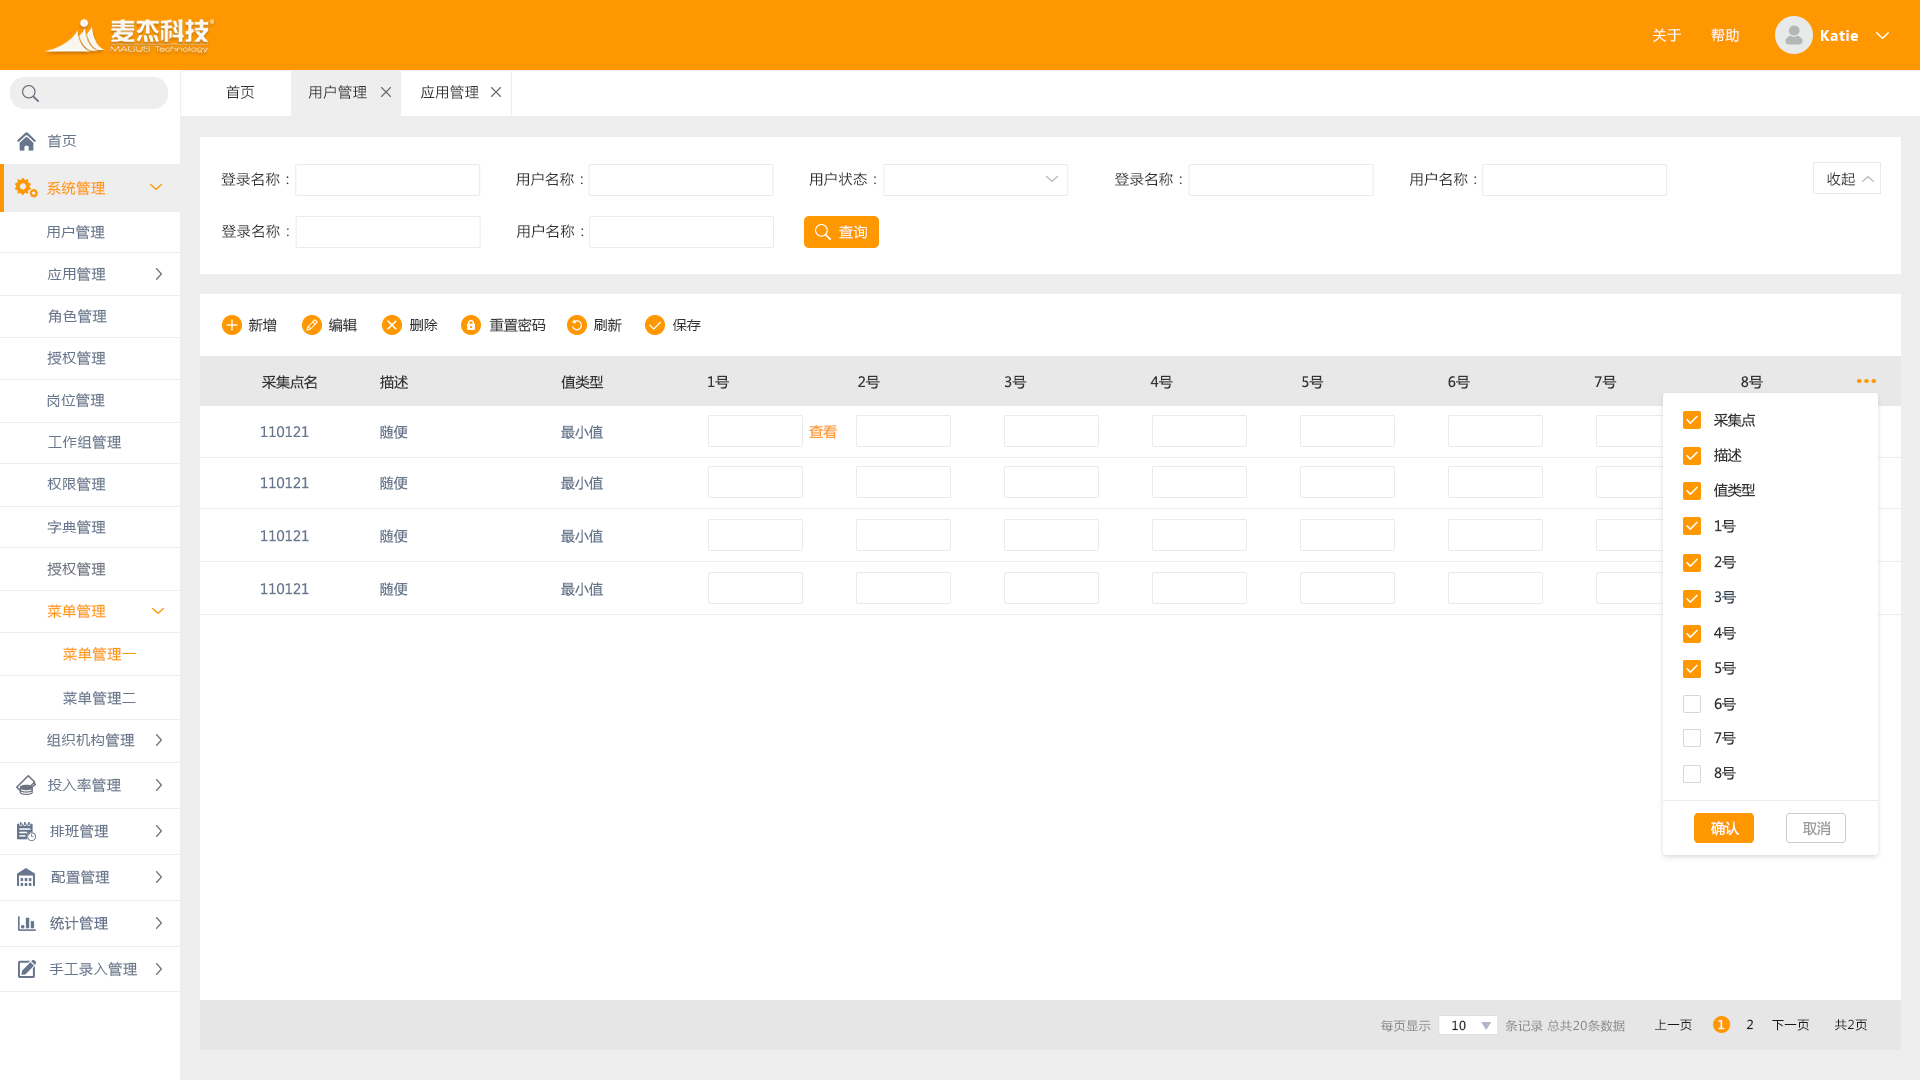 麦杰科技
MAGUS Technology
关于 帮助 Katie
首页 用户管理 应用管理
首页
系统管理
用户管理
应用管理
角色管理
授权管理
岗位管理
工作组管理
权限管理
字典管理
授权管理
菜单管理
菜单管理一
菜单管理二
组织机构管理
投入率管理
排班管理
配置管理
统计管理
手工录入管理
登录名称： 用户名称： 用户状态： 登录名称： 用户名称： 收起
登录名称： 用户名称： 查询
新增 编辑 删除 重置密码 刷新 保存
采集点名 描述 值类型 1号 2号 3号 4号 5号 6号 7号 8号
110121 随便 最小值 查看
110121 随便 最小值
110121 随便 最小值
110121 随便 最小值
采集点
描述
值类型
1号
2号
3号
4号
5号
6号
7号
8号
确认 取消
每页显示 10 条记录 总共20条数据 上一页 1 2 下一页 共2页